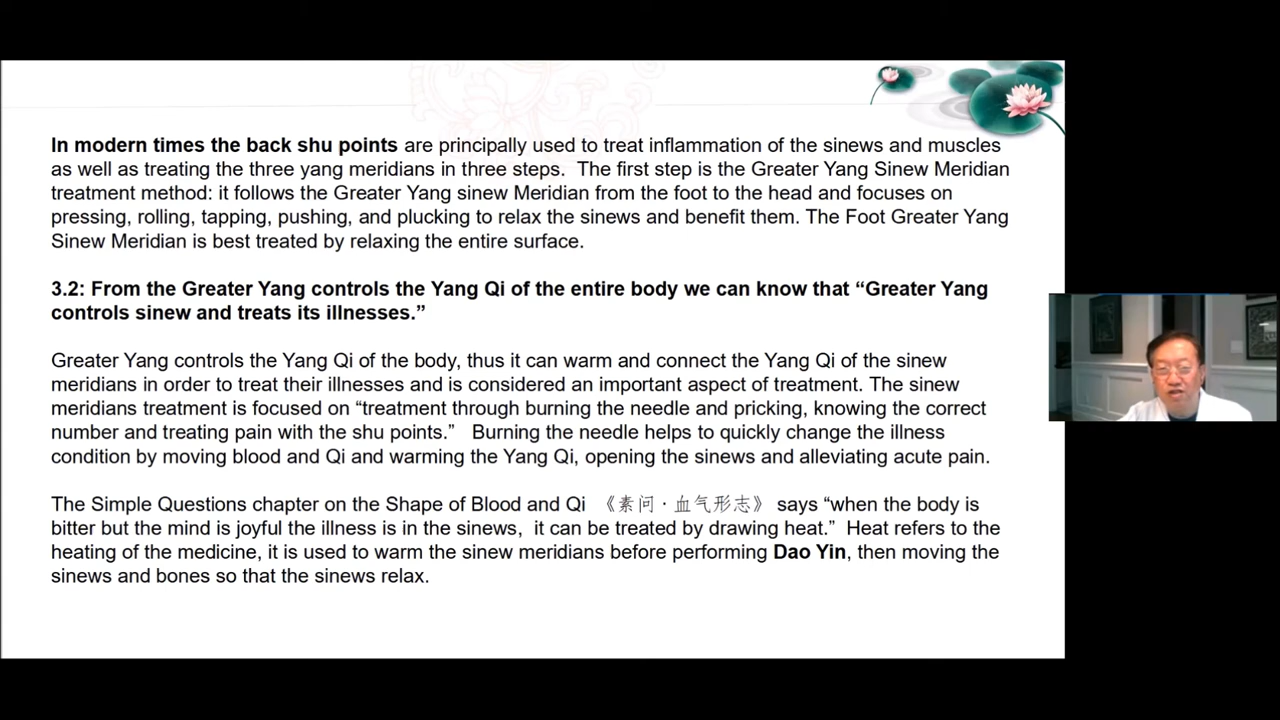 In modern times the back shu points are principally used to treat inflammation of the sinews and muscles
as well as treating the three yang meridians in three steps. The first step is the Greater Yang Sinew Meridian
treatment method: it follows the Greater Yang sinew Meridian from the foot to the head and focuses on
pressing, rolling, tapping, pushing, and plucking to relax the sinews and benefit them. The Foot Greater Yang
Sinew Meridian is best treated by relaxing the entire surface.
3.2: From the Greater Yang controls the Yang Qi of the entire body we can know that “Greater Yang
controls sinew and treats its illnesses.”
Greater Yang controls the Yang Qi of the body, thus it can warm and connect the Yang Qi of the sinew
meridians in order to treat their illnesses and is considered an important aspect of treatment. The sinew
meridians treatment is focused on “treatment through burning the needle and pricking, knowing the correct
number and treating pain with the shu points.” Burning the needle helps to quickly change the illness
condition by moving blood and Qi and warming the Yang Qi, opening the sinews and alleviating acute pain.
The Simple Questions chapter on the Shape of Blood and Qi 《素问·血气形志》 says “when the body is
bitter but the mind is joyful the illness is in the sinews, it can be treated by drawing heat.” Heat refers to the
heating of the medicine, it is used to warm the sinew meridians before performing Dao Yin, then moving the
sinews and bones so that the sinews relax.